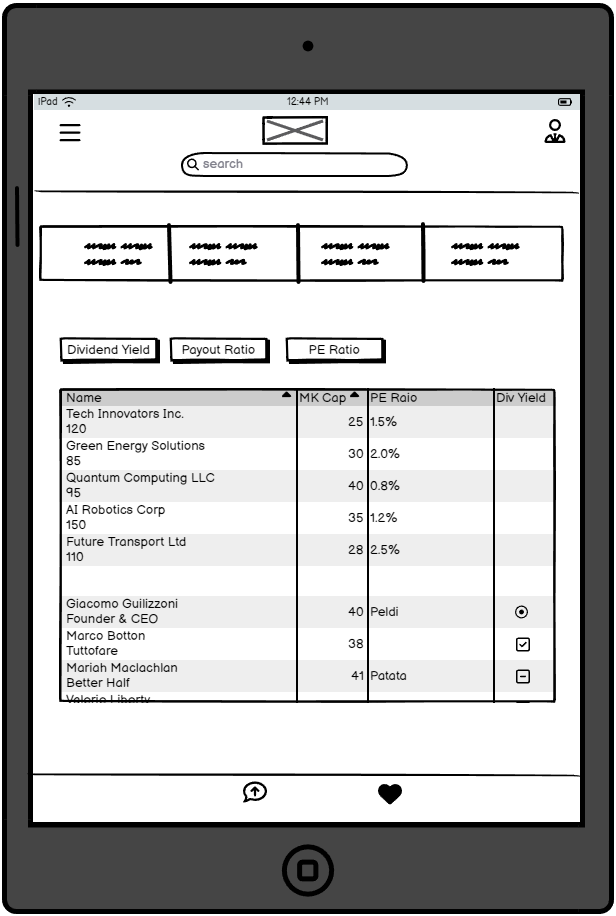 iPad
12:44 PM
search
Dividend Yield Payout Ratio PE Ratio
Name MK Cap PE Raio Div Yield
Tech Innovators Inc.
120 25 1.5%
Green Energy Solutions
85 30 2.0%
Quantum Computing LLC
95 40 0.8%
AI Robotics Corp
150 35 1.2%
Future Transport Ltd
110 28 2.5%
Giacomo Guilizzoni
Founder & CEO 40 Peldi
Marco Botton
Tuttofare 38
Mariah Maclachlan
Better Half 41 Patata
Valerie Liberty